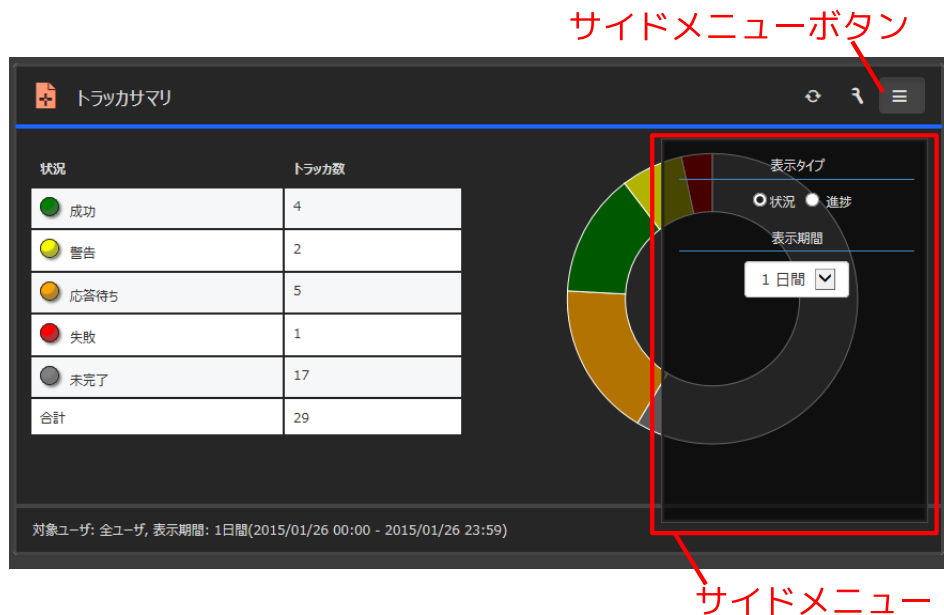 サイドメニューボタン
トラッカサマリ
状況 トラッカ数
成功 4
警告 2
応答待ち 5
失敗 1
未完了 17
合計 29
表示タイプ
状況 進捗
表示期間
1 日間
対象ユーザ: 全ユーザ, 表示期間: 1日間(2015/01/26 00:00 - 2015/01/26 23:59)
サイドメニュー